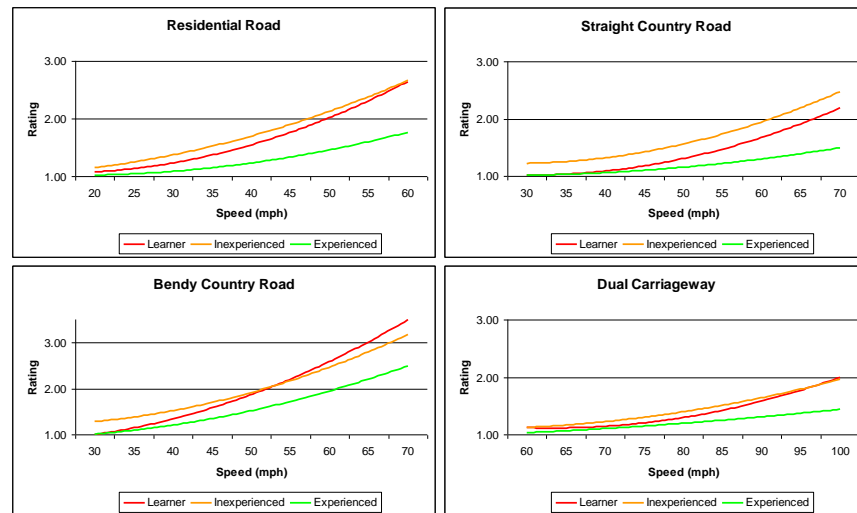 Residential Road
3.00
2.00
1.00
Rating
20 25 30 35 40 45 50 55 60
Speed (mph)
Learner Inexperienced Experienced
Straight Country Road
3.00
2.00
1.00
Rating
30 35 40 45 50 55 60 65 70
Speed (mph)
Learner Inexperienced Experienced
Bendy Country Road
3.00
2.00
1.00
Rating
30 35 40 45 50 55 60 65 70
Speed (mph)
Learner Inexperienced Experienced
Dual Carriageway
3.00
2.00
1.00
Rating
60 65 70 75 80 85 90 95 100
Speed (mph)
Learner Inexperienced Experienced